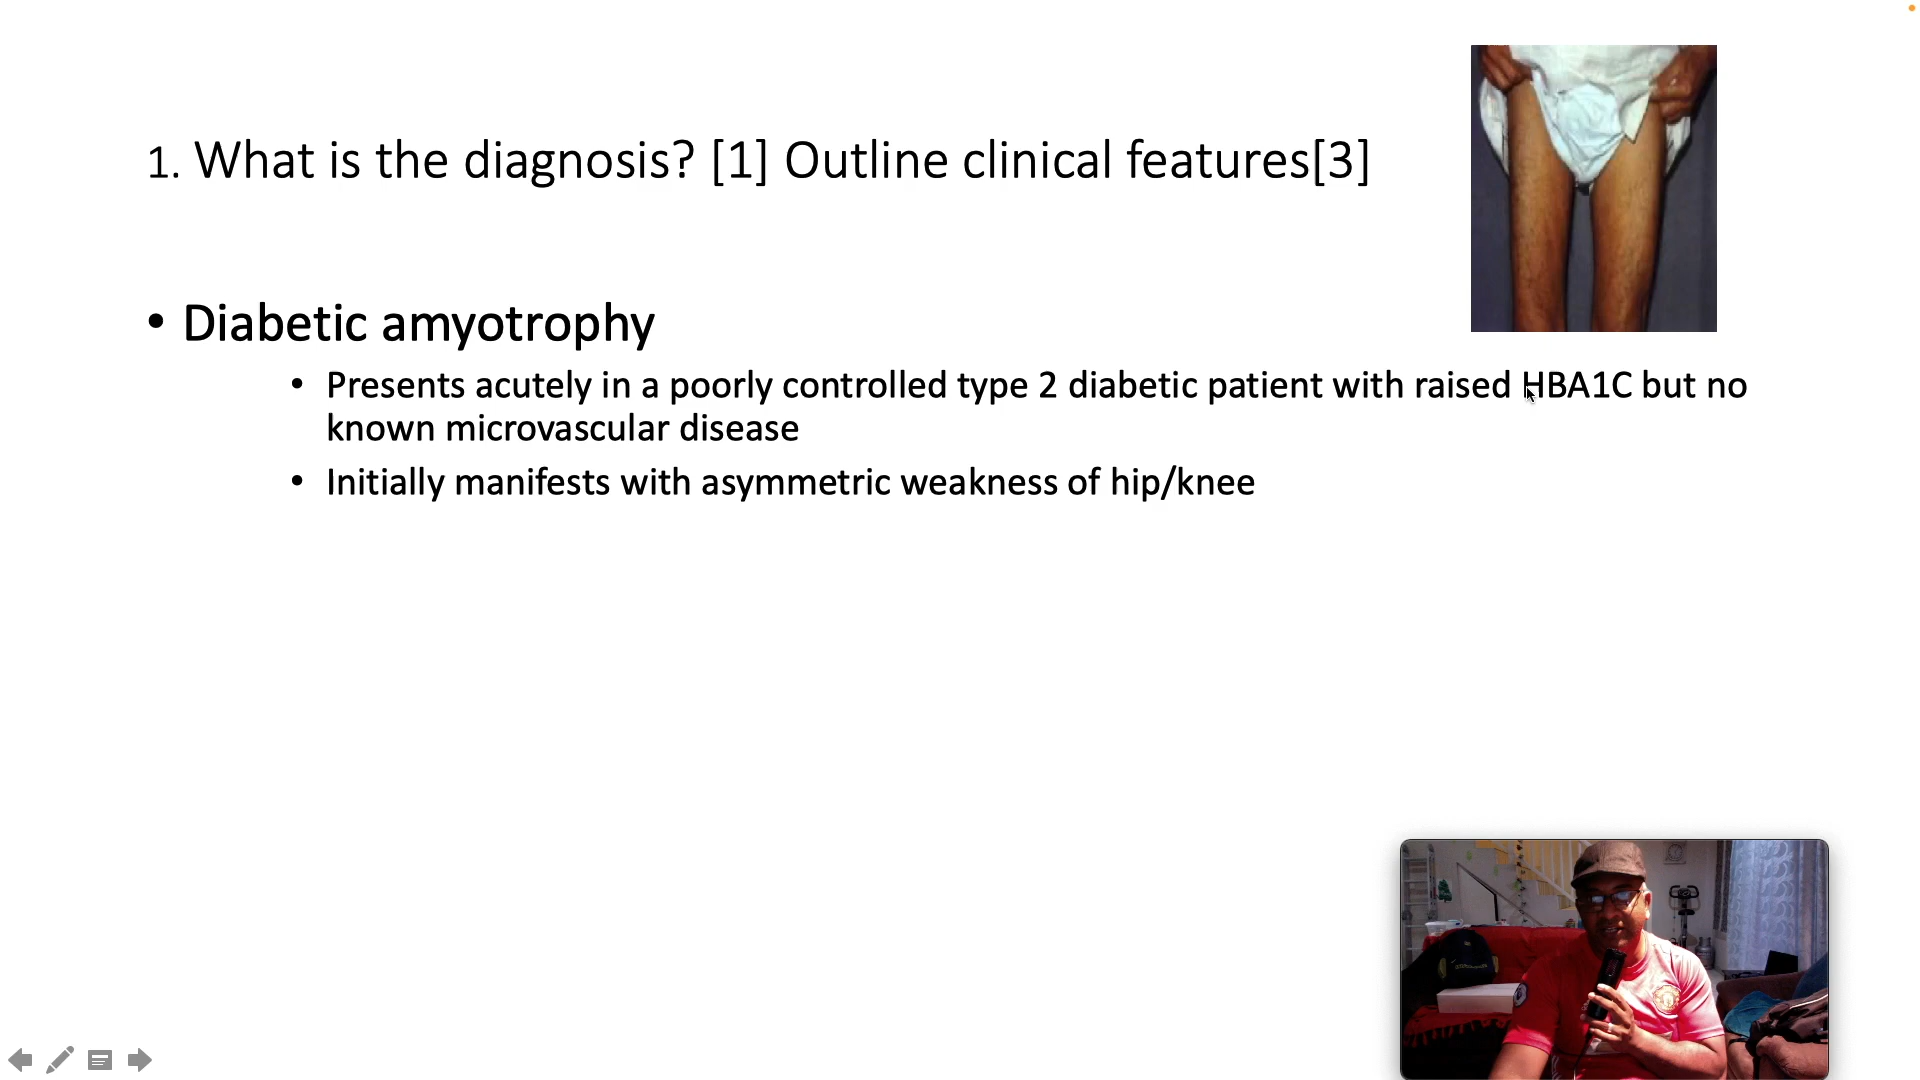 1. What is the diagnosis? [1] Outline clinical features[3]
• Diabetic amyotrophy
• Presents acutely in a poorly controlled type 2 diabetic patient with raised HBA1C but no
known microvascular disease
• Initially manifests with asymmetric weakness of hip/knee